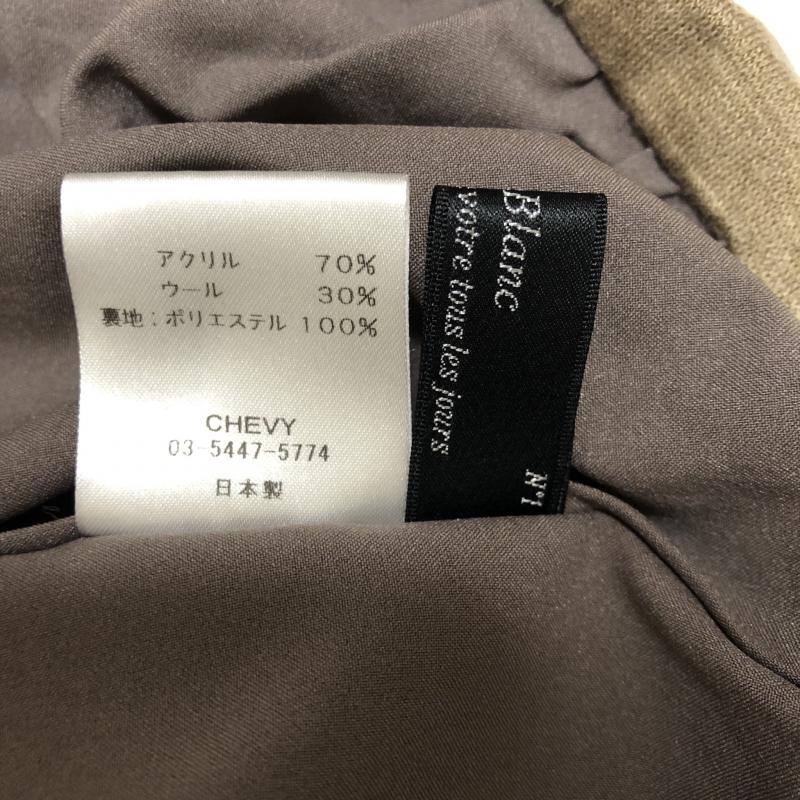 アクリル 70%
ウール 30%
裏地:ポリエステル 100%
CHEVY
03-5447-5774
日本製
Blanc
votre tous les jours
N°1